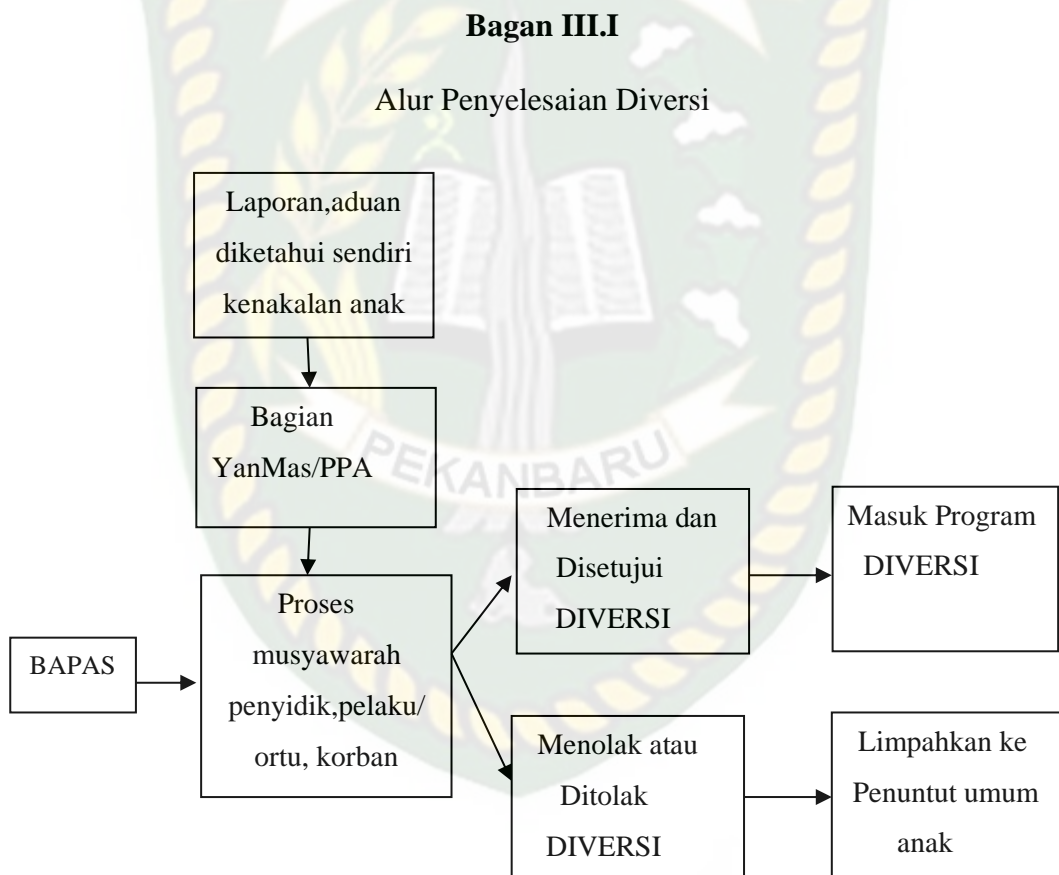 Bagan III.I
Alur Penyelesaian Diversi
Laporan,aduan
diketahui sendiri
kenakalan anak
Bagian
YanMas/PPA
PEKANBARU
Menerima dan
Disetujui
DIVERSI
Masuk Program
DIVERSI
BAPAS
Proses
musyawarah
penyidik,pelaku/
ortu, korban
Menolak atau
Ditolak
DIVERSI
Limpahkan ke
Penuntut umum
anak